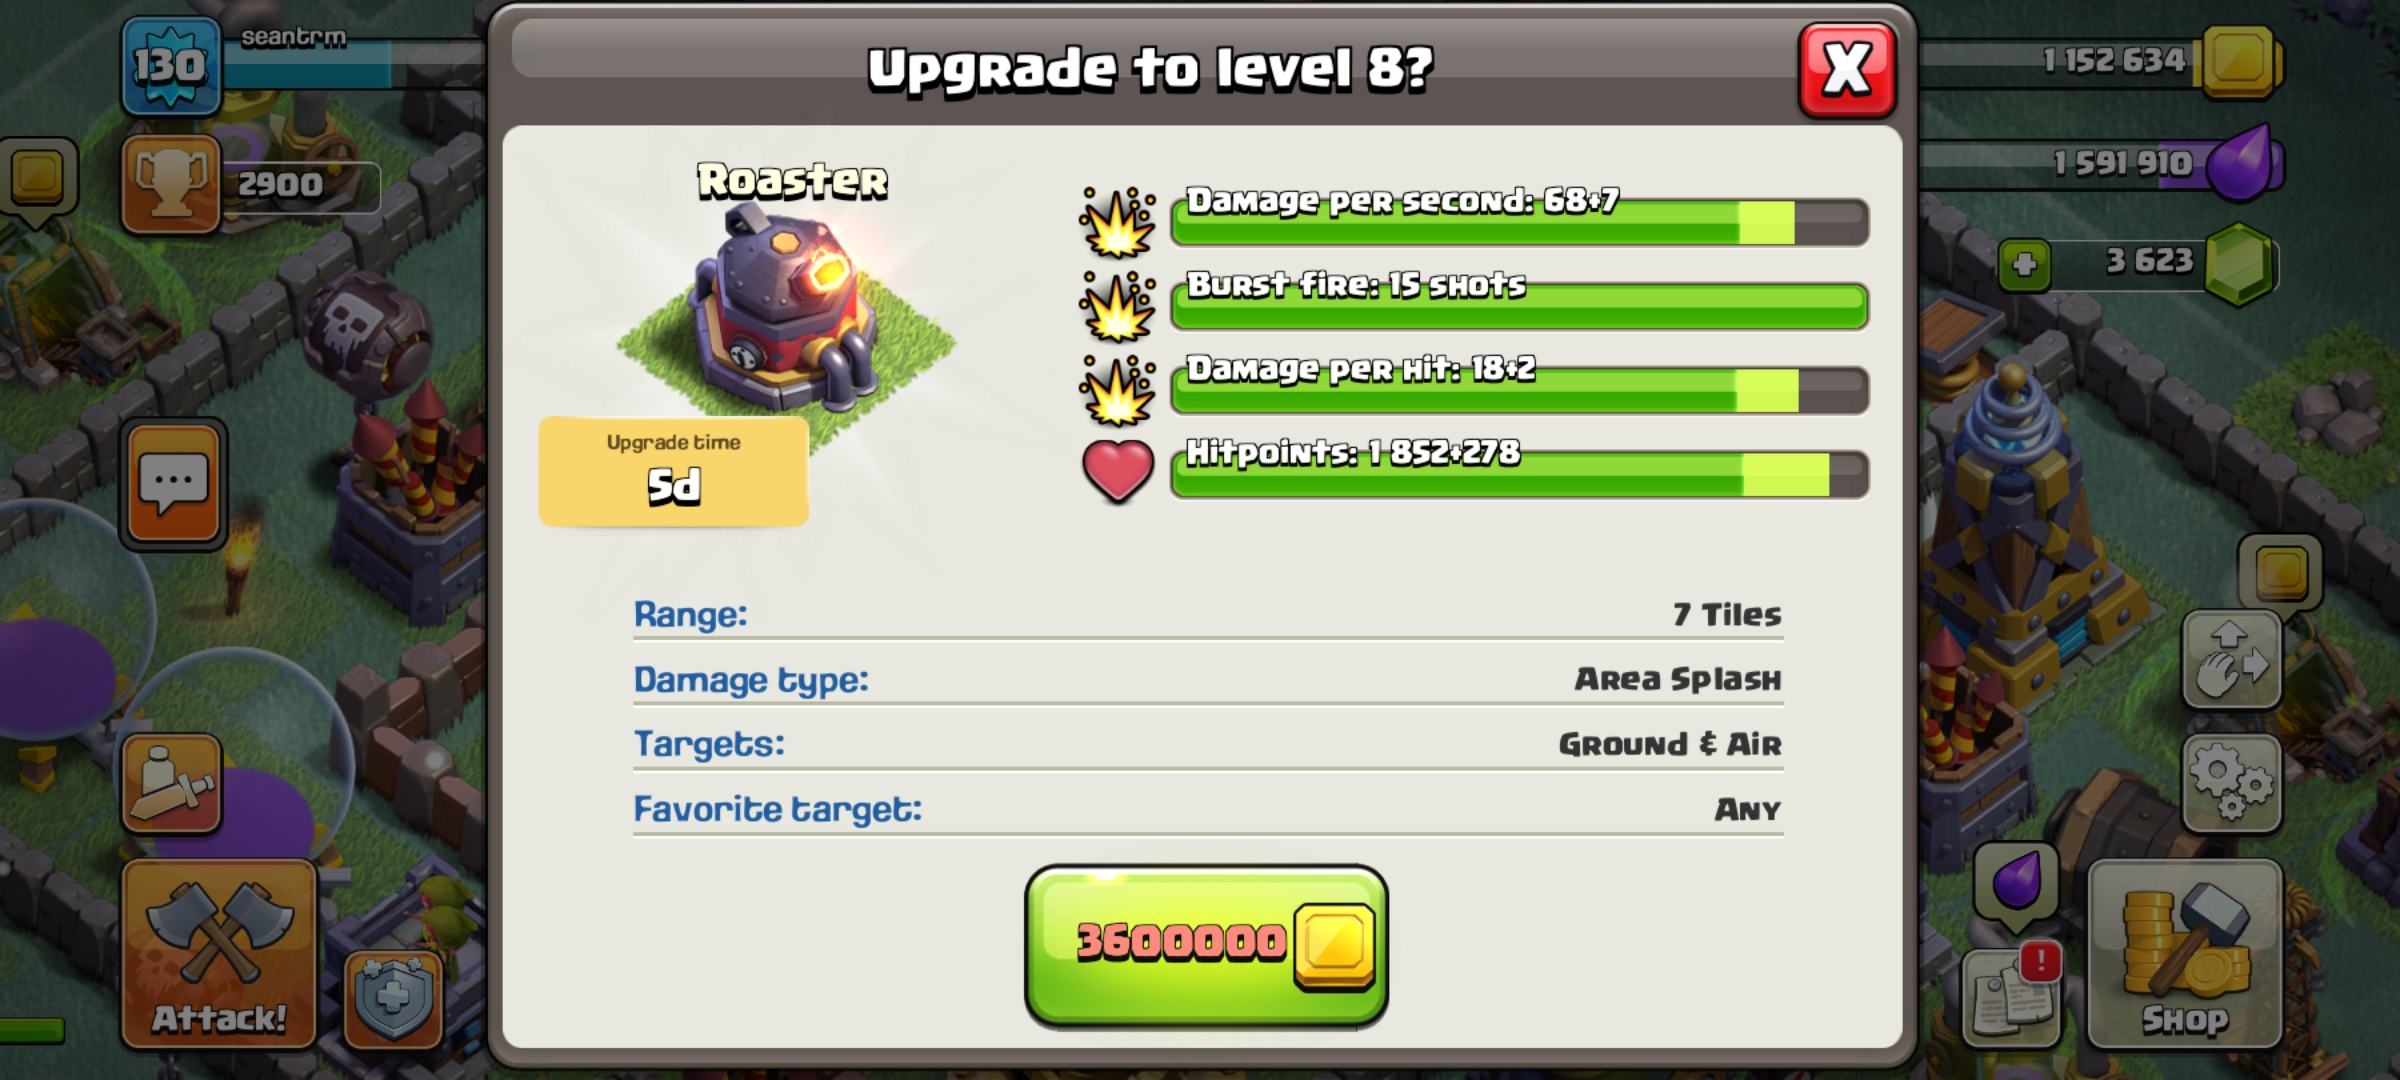 130
seantrm
2900
Upgrade to level 8?
X
Roaster
Upgrade time
5d
Damage per second: 68+7
Burst fire: 15 shots
Damage per hit: 18+2
Hitpoints: 1 852+278
Range: 7 Tiles
Damage type: Area Splash
Targets: Ground & Air
Favorite target: Any
3600000
1 152 634
1 591 910
+ 3 623
Attack!
!
Shop